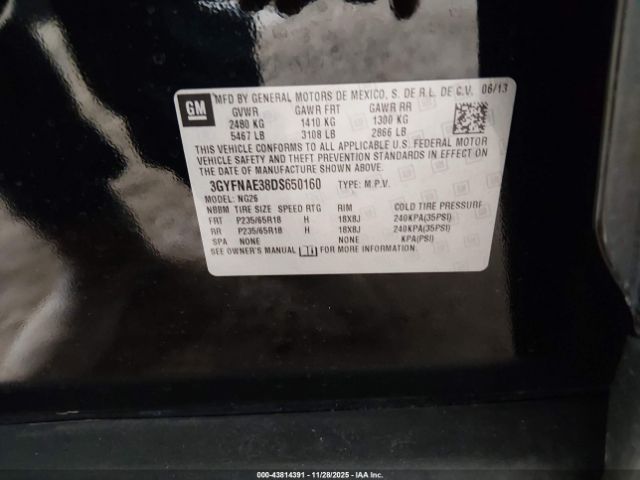 GM
MFD BY GENERAL MOTORS DE MEXICO, S. DE R.L. DE C.V. 06/13
GVWR GAWR FRT GAWR RR
2480 KG 1410 KG 1300 KG
5467 LB 3108 LB 2866 LB
THIS VEHICLE CONFORMS TO ALL APPLICABLE U.S. FEDERAL MOTOR
VEHICLE SAFETY AND THEFT PREVENTION STANDARDS IN EFFECT ON
THE DATE OF MANUFACTURE SHOWN ABOVE.
3GYFNAE38DS650160 TYPE: M.P.V.
MODEL: NG26
NBBM TIRE SIZE SPEED RTG RIM COLD TIRE PRESSURE
FRT P235/65R18 H 18X8J 240KPA(35PSI)
RR P235/65R18 H 18X8J 240KPA(35PSI)
SPA NONE NONE KPA(PSI)
SEE OWNER'S MANUAL FOR MORE INFORMATION.
000-43814391 - 11/28/2025 - IAA Inc.